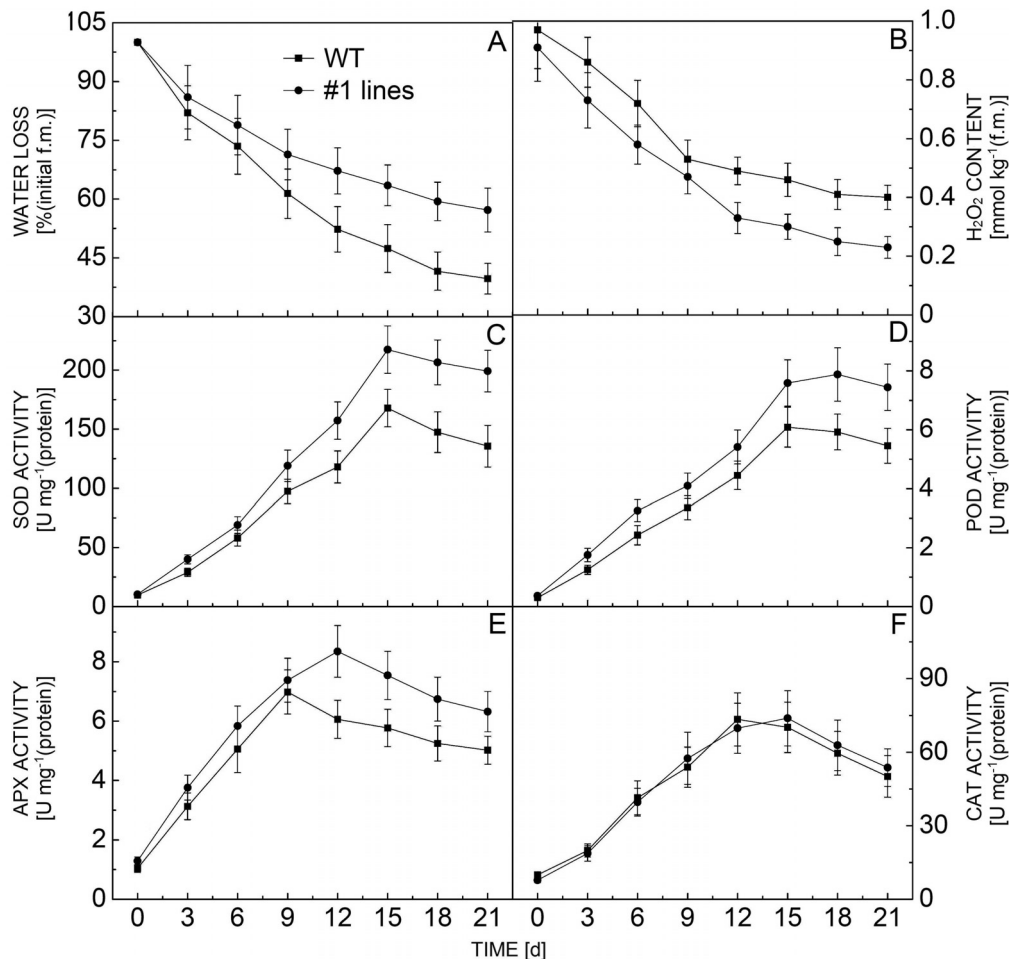 A
WATER LOSS
[%(initial f.m.)]
105
90
75
60
45
30
WT
#1 lines
B
1.0
0.8
0.6
0.4
0.2
0
H₂O₂ CONTENT
[mmol kg⁻¹(f.m.)]
C
SOD ACTIVITY
[U mg⁻¹(protein)]
200
150
100
50
0
D
8
6
4
2
0
POD ACTIVITY
[U mg⁻¹(protein)]
E
APX ACTIVITY
[U mg⁻¹(protein)]
8
6
4
2
0
F
90
60
30
0
CAT ACTIVITY
[U mg⁻¹(protein)]
0 3 6 9 12 15 18 21
0 3 6 9 12 15 18 21
TIME [d]